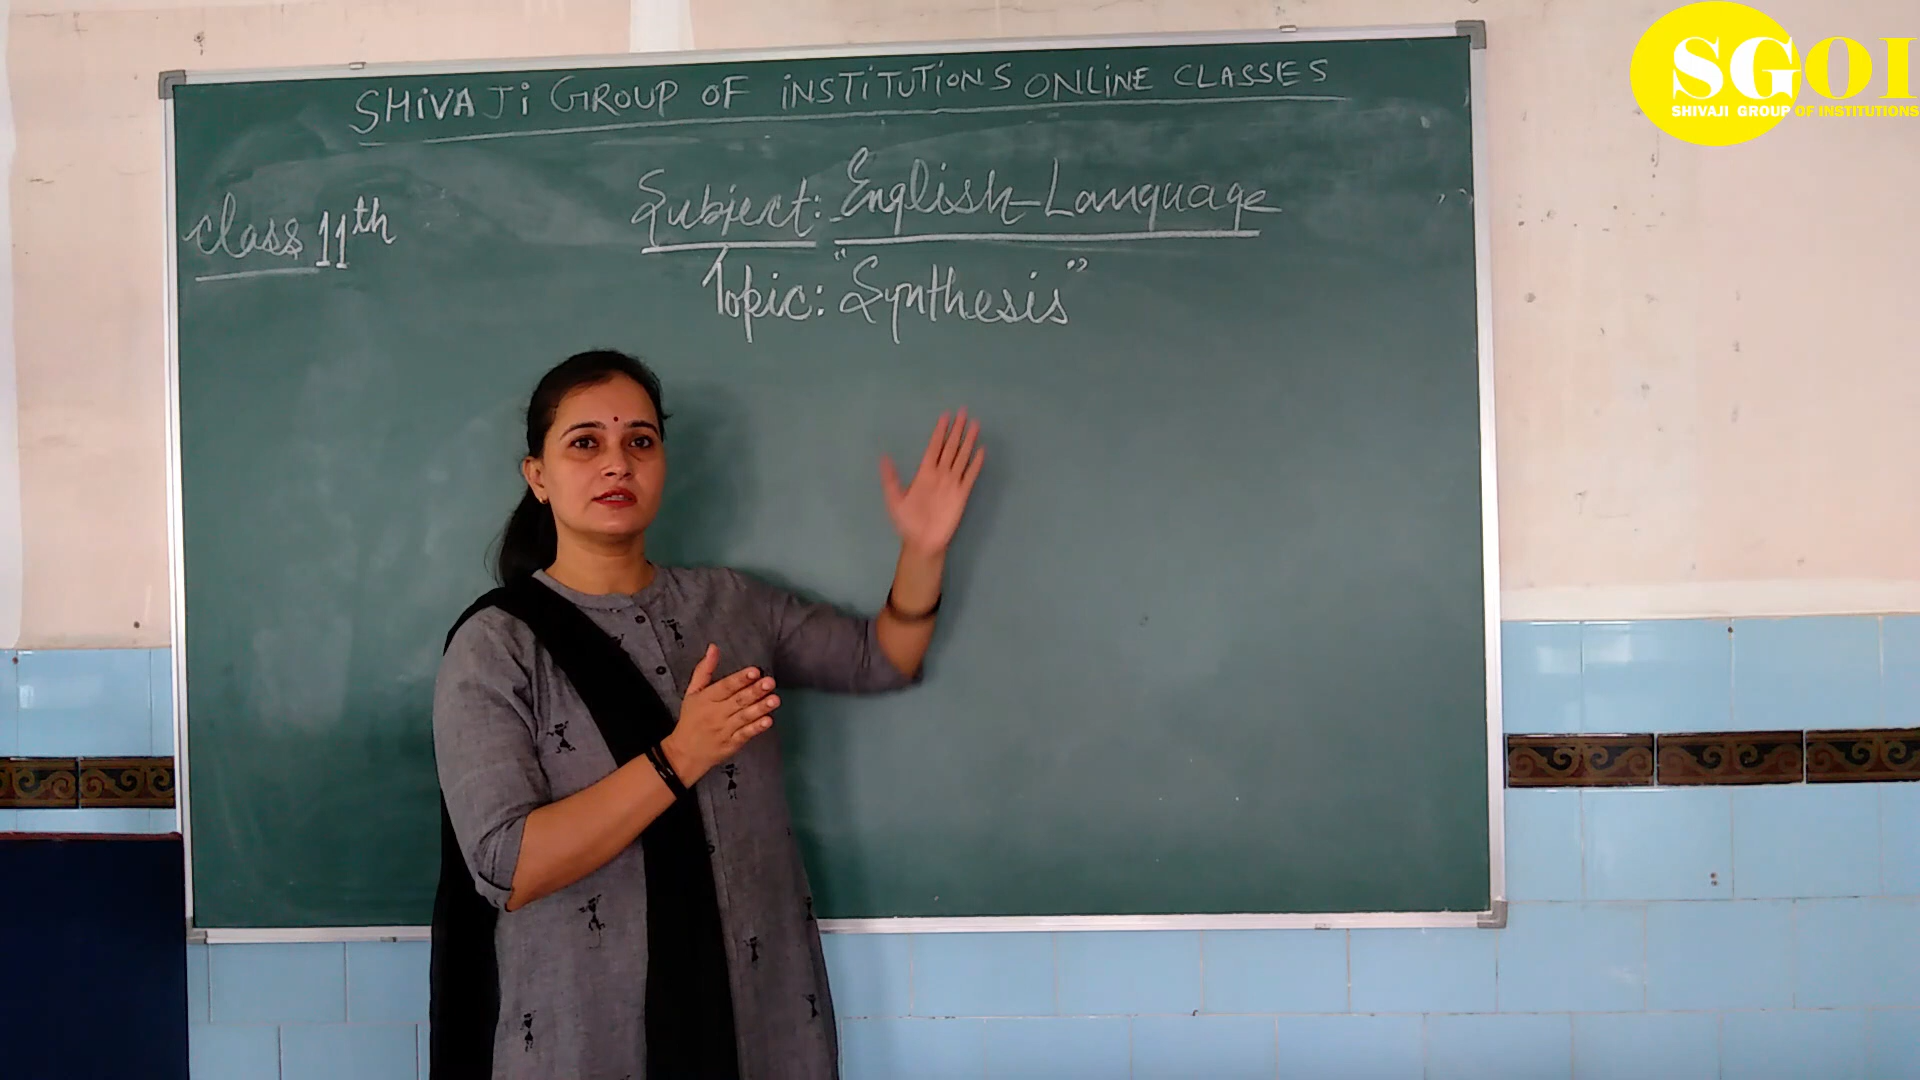 SHiVAJi GROUP OF iNSTiTUTiONS ONLiNE CLASSES
SGOI
SHIVAJI GROUP OF INSTITUTIONS
Class 11th
Subject: English-Language
Topic: "Synthesis"